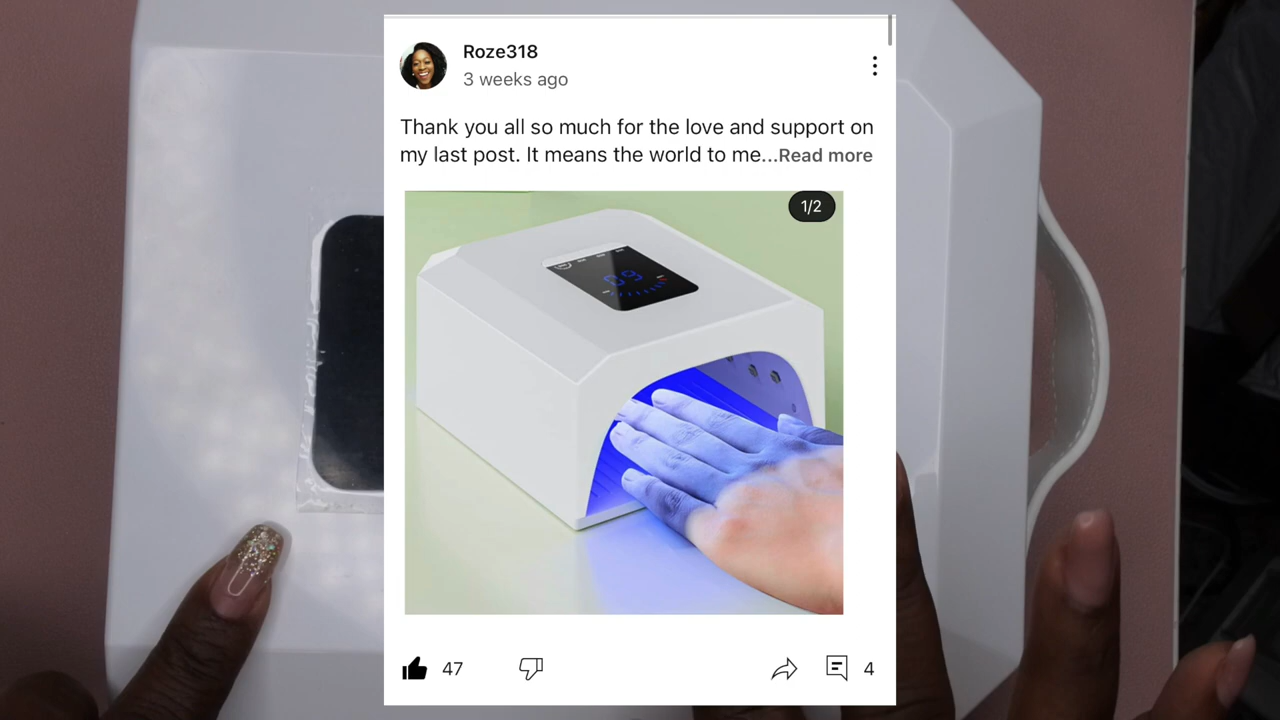 Roze318
3 weeks ago
Thank you all so much for the love and support on
my last post. It means the world to me...Read more
1/2
09
47
4